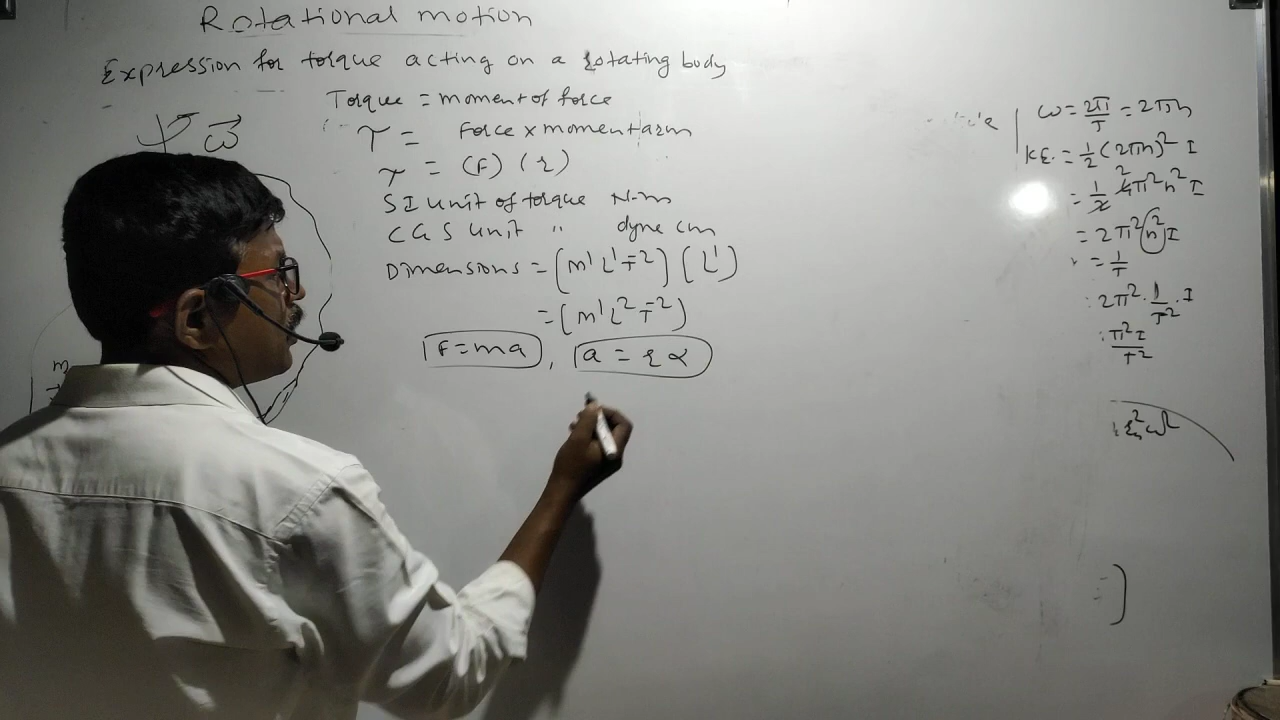 Rotational motion
Expression for torque acting on a rotating body
Torque = moment of force
τ = Force x moment arm
τ = (F) (r)
SI unit of torque N-m
CGS unit " dyne cm
Dimensions = [M¹L¹T⁻²] [L¹]
= [M¹L²T⁻²]
F = ma , a = rα
ω⃗
ω = 2π/T = 2πn
KE. = 1/2 (2πn)² I
= 1/2 4π²n² I
= 2π²n² I
= 1/T
2π² . 1/T² . I
π²I/T²